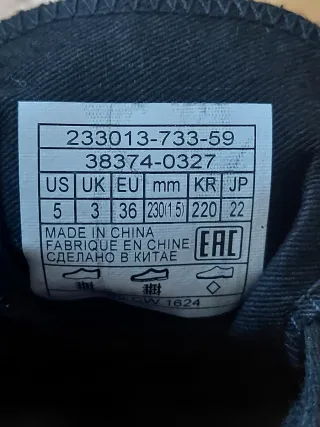 233013-733-59
38374-0327
US UK EU mm KR JP
5 3 36 230(1.5) 220 22
MADE IN CHINA
FABRIQUE EN CHINE
СДЕЛАНО В КИТАЕ
EAC
1624